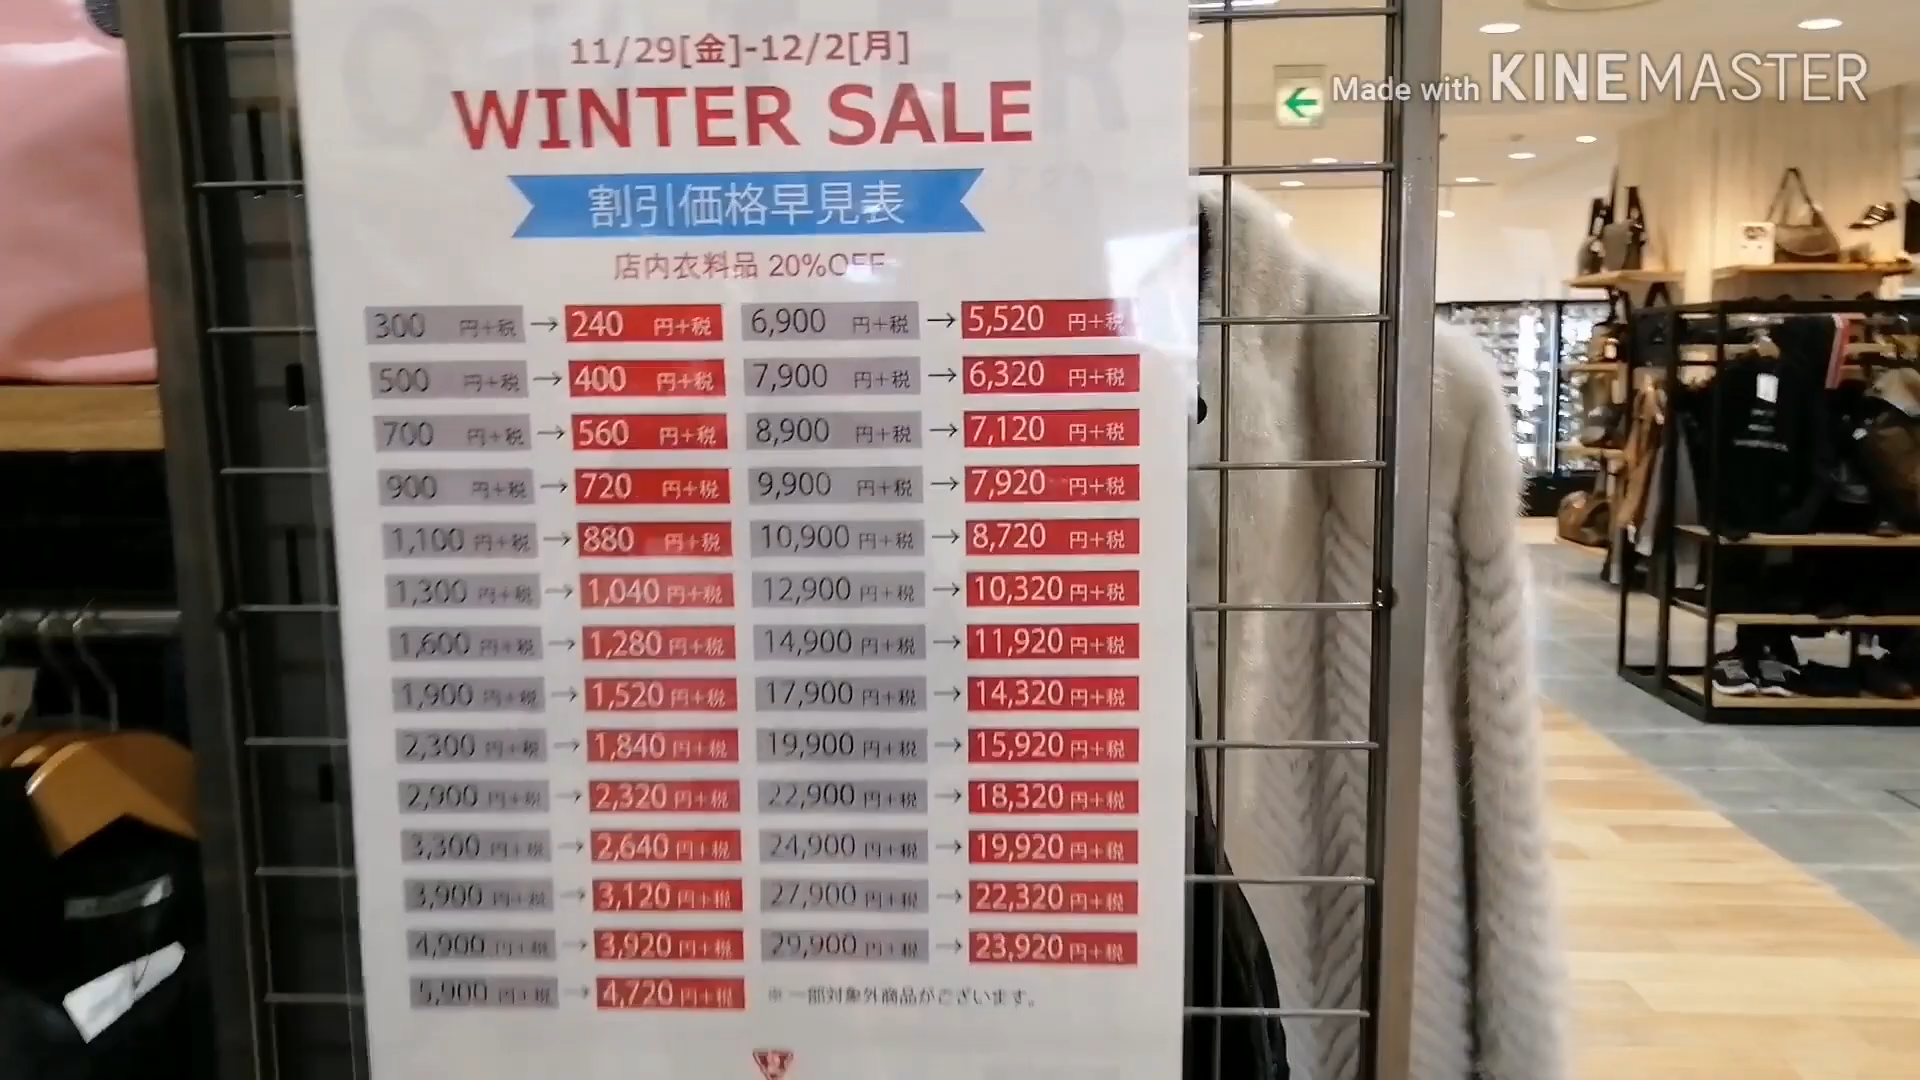 11/29[金]-12/2[月]
WINTER SALE
割引価格早見表
店内衣料品 20%OFF
300 円+税 → 240 円+税 6,900 円+税 → 5,520 円+税
500 円+税 → 400 円+税 7,900 円+税 → 6,320 円+税
700 円+税 → 560 円+税 8,900 円+税 → 7,120 円+税
900 円+税 → 720 円+税 9,900 円+税 → 7,920 円+税
1,100 円+税 → 880 円+税 10,900 円+税 → 8,720 円+税
1,300 円+税 → 1,040 円+税 12,900 円+税 → 10,320 円+税
1,600 円+税 → 1,280 円+税 14,900 円+税 → 11,920 円+税
1,900 円+税 → 1,520 円+税 17,900 円+税 → 14,320 円+税
2,300 円+税 → 1,840 円+税 19,900 円+税 → 15,920 円+税
2,900 円+税 → 2,320 円+税 22,900 円+税 → 18,320 円+税
3,300 円+税 → 2,640 円+税 24,900 円+税 → 19,920 円+税
3,900 円+税 → 3,120 円+税 27,900 円+税 → 22,320 円+税
4,900 円+税 → 3,920 円+税 29,900 円+税 → 23,920 円+税
5,900 円+税 → 4,720 円+税 ※一部対象外商品がございます。
Made with KINEMASTER